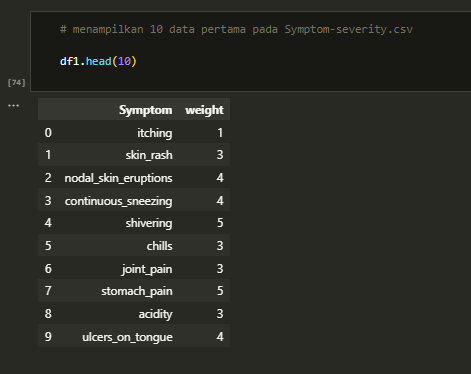 # menampilkan 10 data pertama pada Symptom-severity.csv
df1.head(10)
[74]
...
Symptom weight
0 itching 1
1 skin_rash 3
2 nodal_skin_eruptions 4
3 continuous_sneezing 4
4 shivering 5
5 chills 3
6 joint_pain 3
7 stomach_pain 5
8 acidity 3
9 ulcers_on_tongue 4